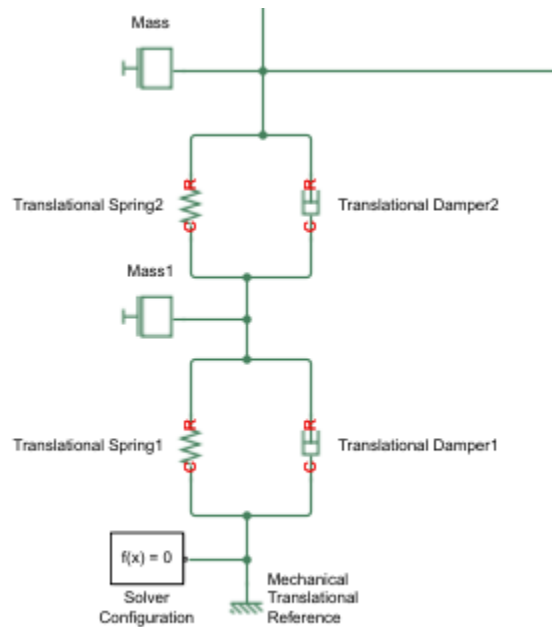 Mass
R
R
Translational Spring2
Translational Damper2
C
C
Mass1
R
R
Translational Spring1
Translational Damper1
C
C
f(x) = 0
Solver
Configuration
Mechanical
Translational
Reference